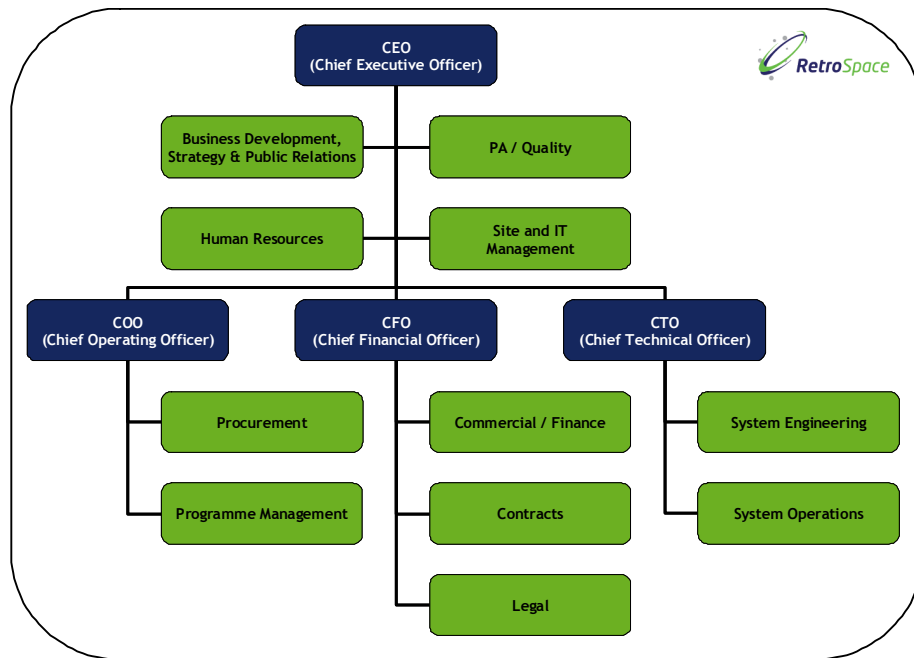 CEO
(Chief Executive Officer)
RetroSpace
Business Development,
Strategy & Public Relations
PA / Quality
Human Resources
Site and IT
Management
COO
(Chief Operating Officer)
CFO
(Chief Financial Officer)
CTO
(Chief Technical Officer)
Procurement
Commercial / Finance
System Engineering
Programme Management
Contracts
System Operations
Legal